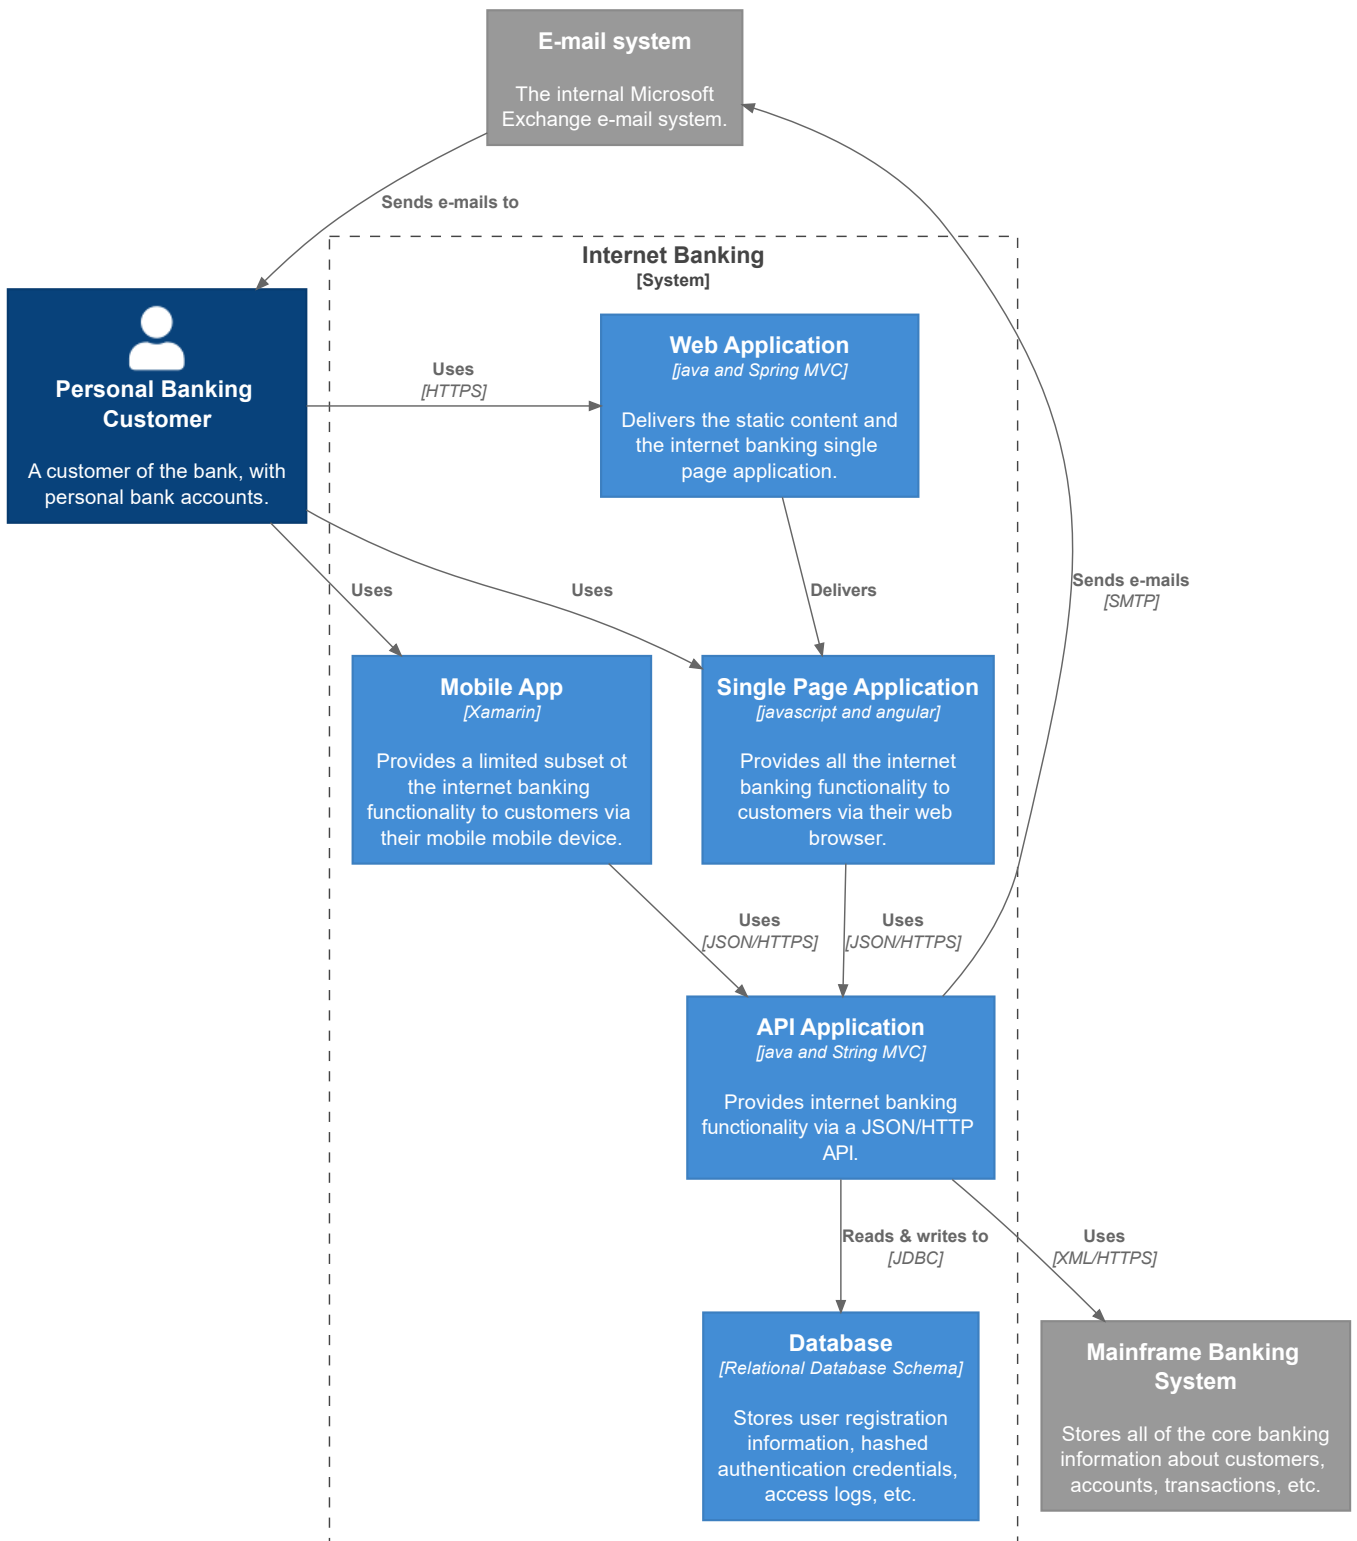 E-mail system
The internal Microsoft
Exchange e-mail system.
Sends e-mails to
Internet Banking
[System]
Personal Banking
Customer
A customer of the bank, with
personal bank accounts.
Uses
[HTTPS]
Web Application
[java and Spring MVC]
Delivers the static content and
the internet banking single
page application.
Uses
Uses
Delivers
Sends e-mails
[SMTP]
Mobile App
[Xamarin]
Provides a limited subset ot
the internet banking
functionality to customers via
their mobile mobile device.
Single Page Application
[javascript and angular]
Provides all the internet
banking functionality to
customers via their web
browser.
Uses
[JSON/HTTPS]
Uses
[JSON/HTTPS]
API Application
[java and String MVC]
Provides internet banking
functionality via a JSON/HTTP
API.
Reads & writes to
[JDBC]
Uses
[XML/HTTPS]
Database
[Relational Database Schema]
Stores user registration
information, hashed
authentication credentials,
access logs, etc.
Mainframe Banking
System
Stores all of the core banking
information about customers,
accounts, transactions, etc.